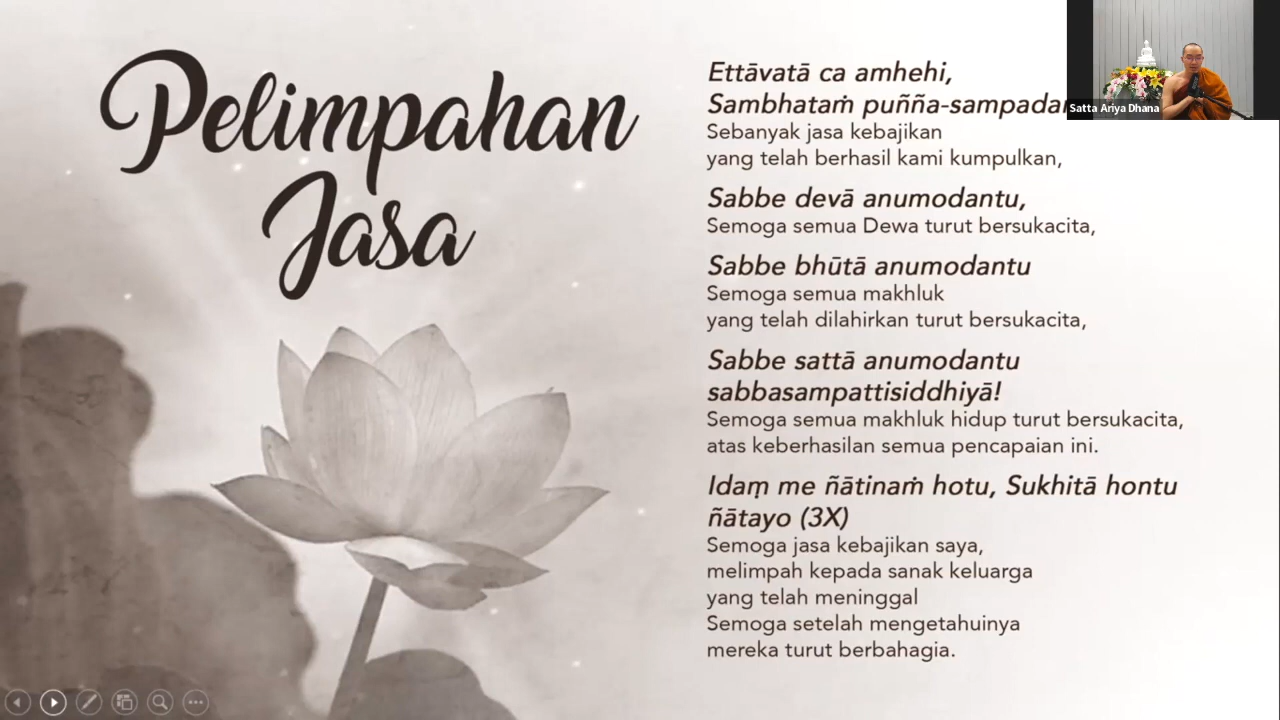 Pelimpahan
Jasa
Ettāvatā ca amhehi,
Sambhataṁ puñña-sampadaṁ
Sebanyak jasa kebajikan
yang telah berhasil kami kumpulkan,
Sabbe devā anumodantu,
Semoga semua Dewa turut bersukacita,
Sabbe bhūtā anumodantu
Semoga semua makhluk
yang telah dilahirkan turut bersukacita,
Sabbe sattā anumodantu
sabbasampattisiddhiyā!
Semoga semua makhluk hidup turut bersukacita,
atas keberhasilan semua pencapaian ini.
Idaṃ me ñātinaṁ hotu, Sukhitā hontu
ñātayo (3X)
Semoga jasa kebajikan saya,
melimpah kepada sanak keluarga
yang telah meninggal
Semoga setelah mengetahuinya
mereka turut berbahagia.
Satta Ariya Dhana